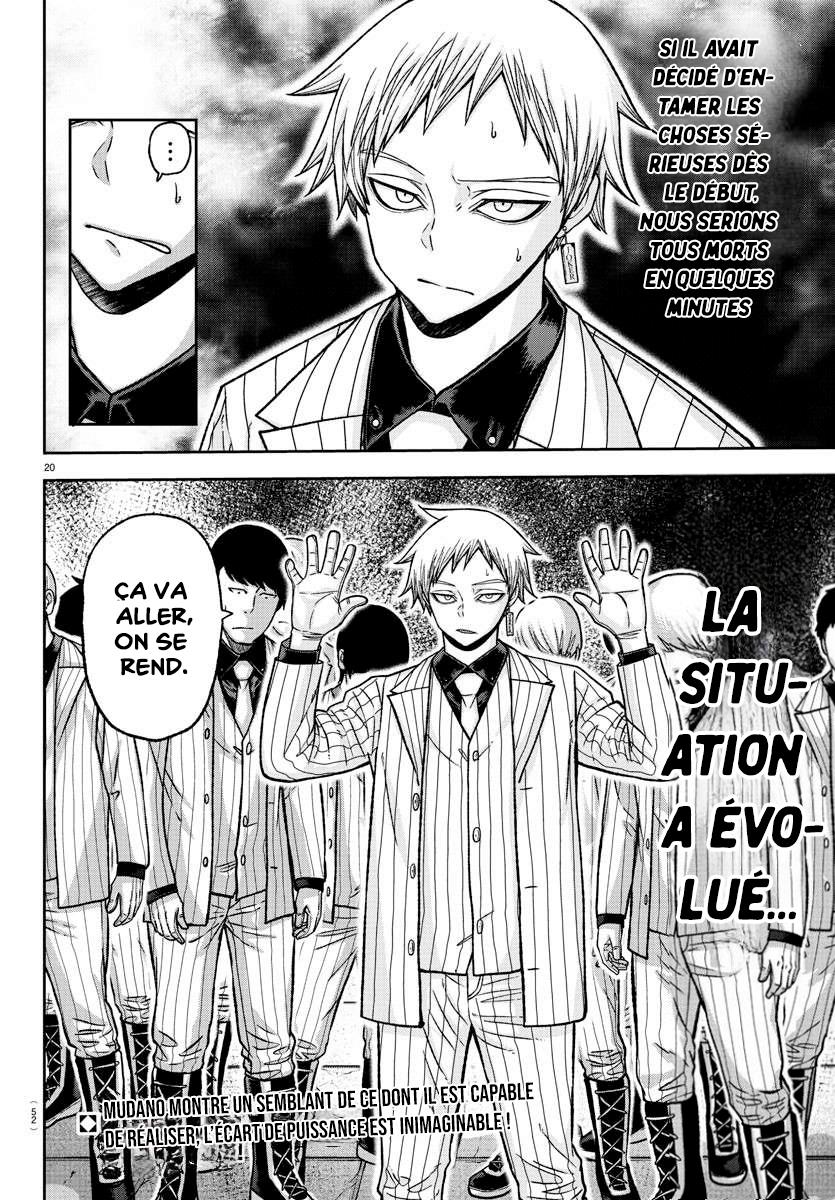 SI IL AVAIT
DÉCIDÉ D'EN-
TAMER LES
CHOSES SÉ-
RIEUSES DÈS
LE DÉBUT,
NOUS SERIONS
TOUS MORTS
EN QUELQUES
MINUTES
...
JOKER
20
ÇA VA
ALLER,
ON SE
REND.
LA
SITU-
ATION
A ÉVO-
LUÉ...
MUDANO MONTRE UN SEMBLANT DE CE DONT IL EST CAPABLE
DE RÉALISER, L'ÉCART DE PUISSANCE EST INIMAGINABLE !
(52)